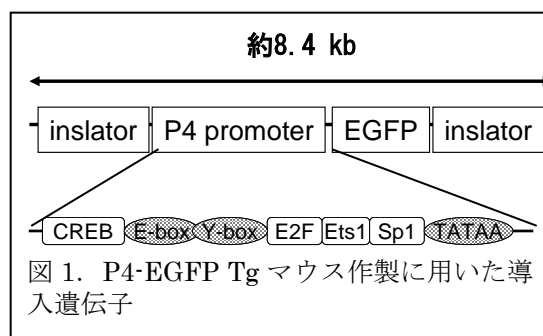 約8.4 kb
inslator P4 promoter EGFP inslator
CREB E-box Y-box E2F Ets1 Sp1 TATAA
図 1. P4-EGFP Tg マウス作製に用いた導
入遺伝子